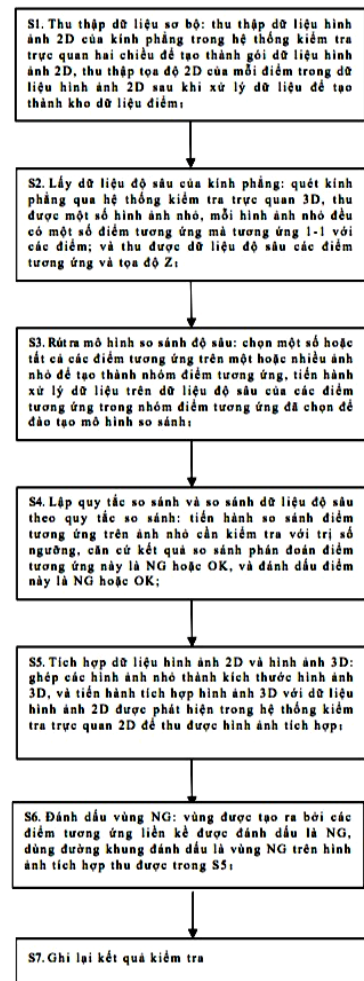 S1. Thu thập dữ liệu sơ bộ: thu thập dữ liệu hình
ảnh 2D của kính phẳng trong hệ thống kiểm
tra trực quan hai chiều để tạo thành gói dữ liệu hình
ảnh 2D, thu thập tọa độ 2D của mỗi điểm trong dữ
liệu hình ảnh 2D sau khi xử lý dữ liệu để tạo
thành kho dữ liệu điểm;
S2. Lấy dữ liệu độ sâu của kính phẳng: quét kính
phẳng qua hệ thống kiểm tra trực quan 3D, thu
được một số hình ảnh nhỏ, mỗi hình ảnh nhỏ đều
có một số điểm tương ứng mà tương ứng 1-1 với
các điểm; và thu được dữ liệu độ sâu các điểm
tương ứng và tọa độ Z;
S3. Rút ra mô hình so sánh độ sâu: chọn một số hoặc
tất cả các điểm tương ứng trên một hoặc nhiều ảnh
nhỏ để tạo thành nhóm điểm tương ứng, tiến hành
xử lý dữ liệu trên dữ liệu độ sâu của các điểm
tương ứng trong nhóm điểm tương ứng đã chọn để
đào tạo mô hình so sánh;
S4. Lập quy tắc so sánh và so sánh dữ liệu độ sâu
theo quy tắc so sánh: tiến hành so sánh điểm
tương ứng trên ảnh nhỏ cần kiểm tra với trị số
ngưỡng, căn cứ kết quả so sánh phán đoán điểm
tương ứng này là NG hoặc OK, và đánh dấu điểm
này là NG hoặc OK;
S5. Tích hợp dữ liệu hình ảnh 2D và hình ảnh 3D:
ghép các hình ảnh nhỏ thành kích thước hình ảnh
3D, và tiến hành tích hợp hình ảnh 3D với dữ liệu
hình ảnh 2D được phát hiện trong hệ thống kiểm
tra trực quan 2D để thu được hình ảnh tích hợp;
S6. Đánh dấu vùng NG: vùng được tạo ra bởi các
điểm tương ứng liền kề được đánh dấu là NG,
dùng đường khung đánh dấu là vùng NG trên hình
ảnh tích hợp thu được trong S5;
S7. Ghi lại kết quả kiểm tra